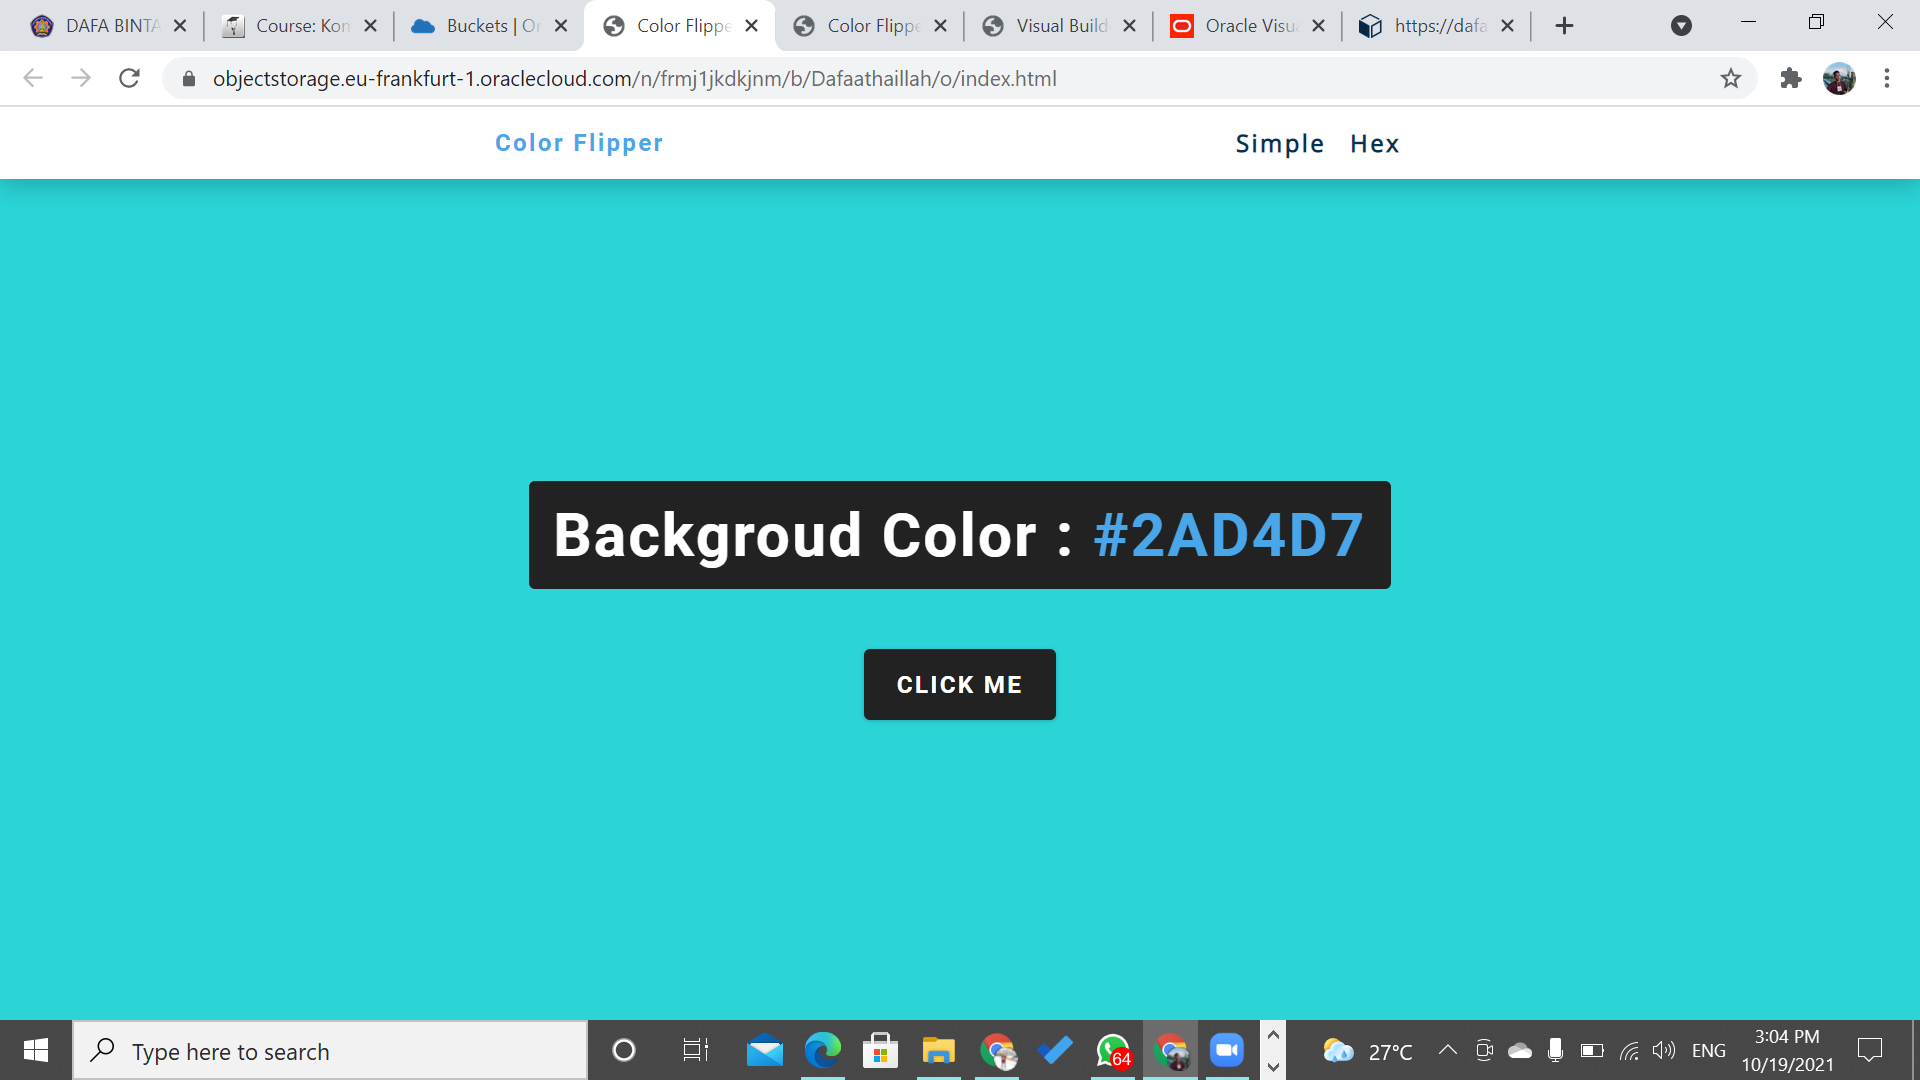 DAFA BINTA
Course: Kon
Buckets | Or
Color Flippe
Color Flippe
Visual Build
Oracle Visua
https://dafa
objectstorage.eu-frankfurt-1.oraclecloud.com/n/frmj1jkdkjnm/b/Dafaathaillah/o/index.html
Color Flipper
Simple Hex
Backgroud Color : #2AD4D7
CLICK ME
Type here to search
64
27°C
ENG
3:04 PM
10/19/2021